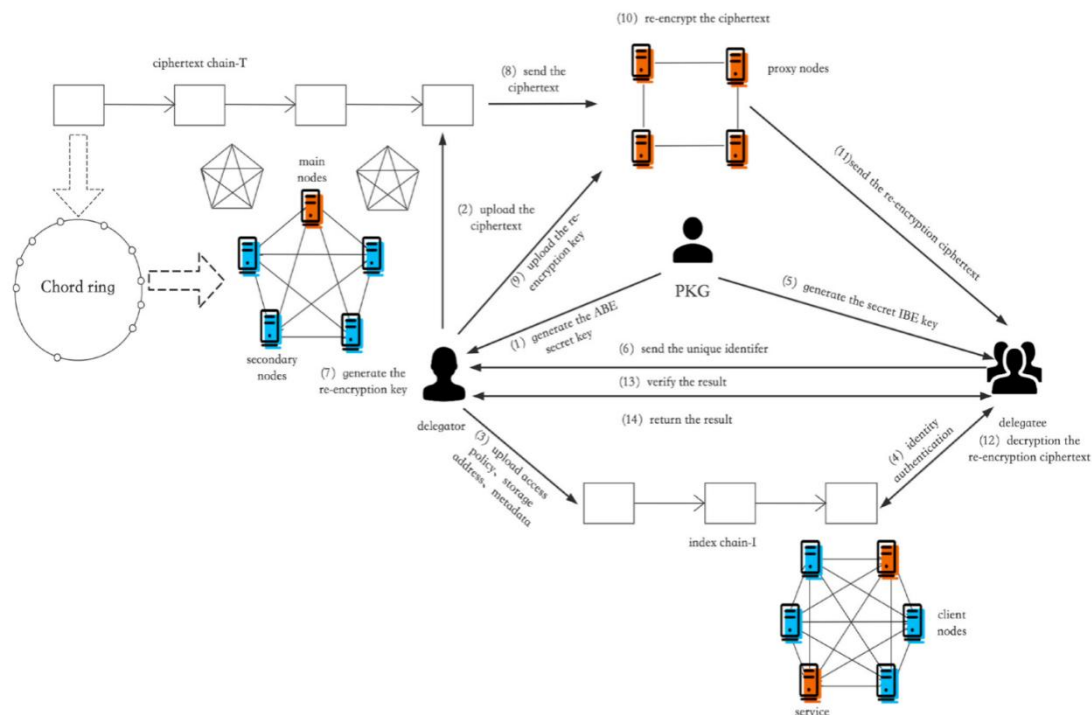 (10) re-encrypt the ciphertext
ciphertext chain-T
(8) send the
ciphertext
proxy nodes
main
nodes
(2) upload the
ciphertext
(9) upload the re-
encryption key
(11)send the re-encryption ciphertext
Chord ring
PKG
(5) generate the secret IBE key
(1) generate the ABE
secret key
secondary
nodes
(7) generate the
re-encryption key
(6) send the unique identifer
(13) verify the result
(14) return the result
delegator
delegatee
(12) decryption the
re-encryption ciphertext
(3) upload access
policy、storage
address、metadata
(4) identity
authentication
index chain-I
client
nodes
service